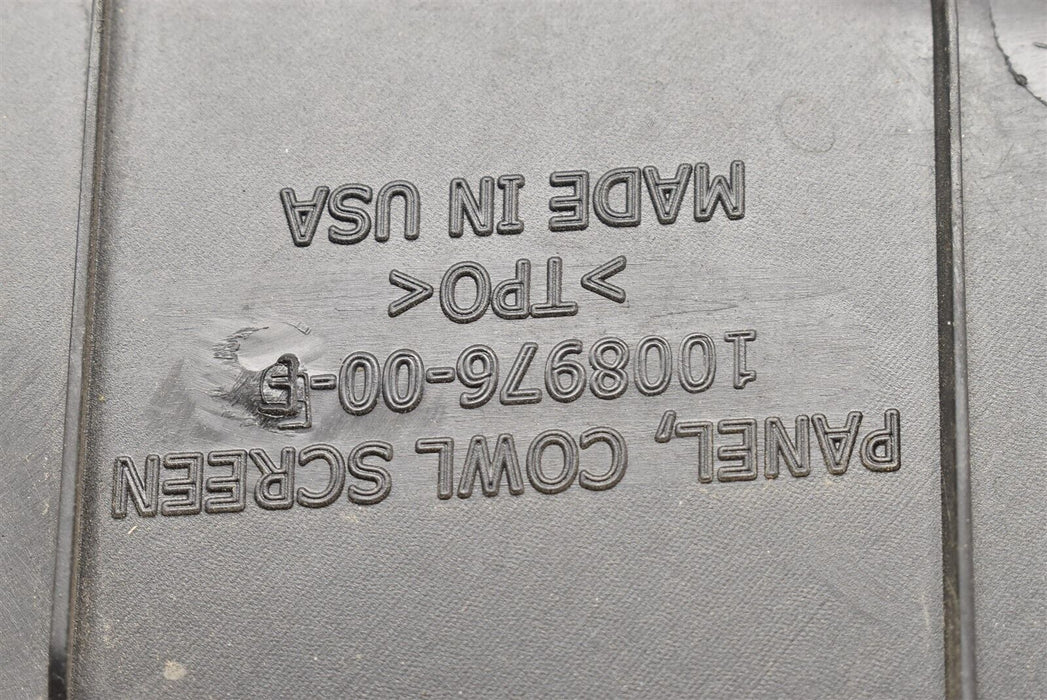 PANEL, COWL SCREEN
1008976-00-E
>TPO<
MADE IN USA